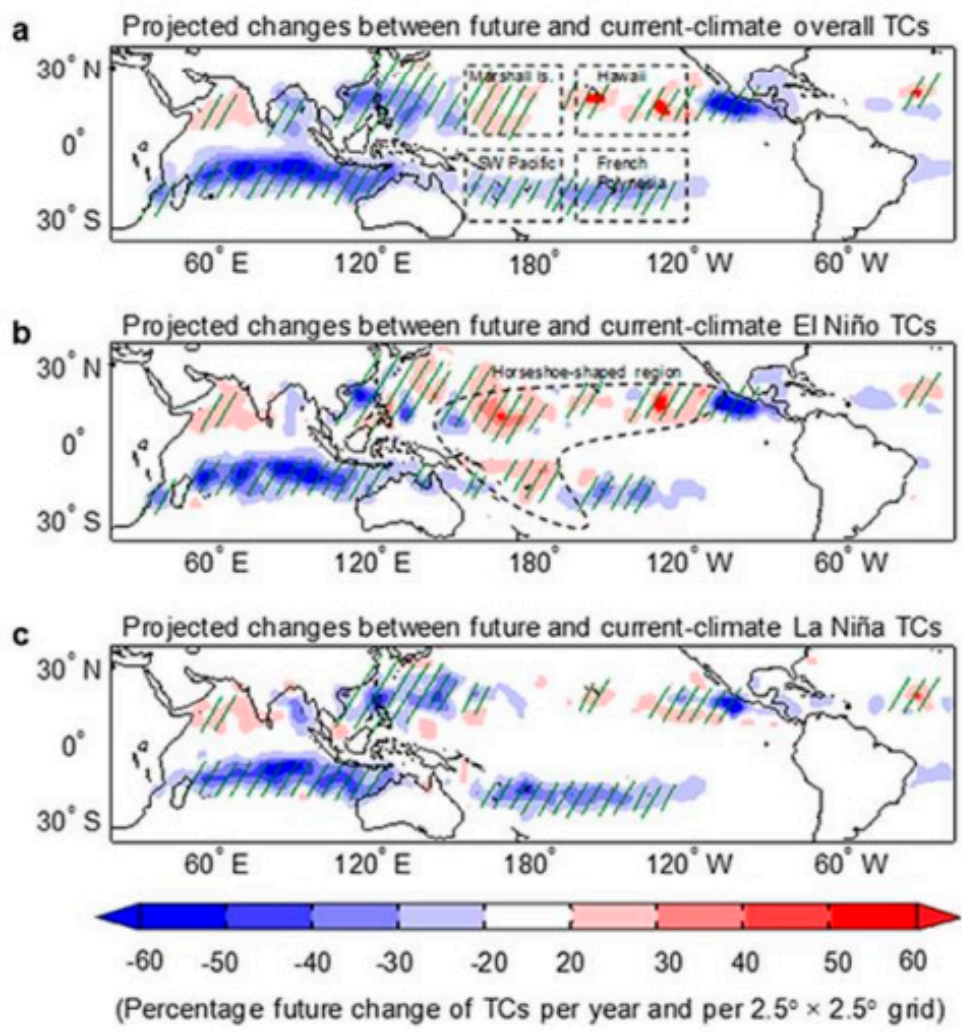 a Projected changes between future and current-climate overall TCs
30° N
Marshall Is. Hawaii
0°
SW Pacific French
Polynesia
30° S
60° E 120° E 180° 120° W 60° W
b Projected changes between future and current-climate El Niño TCs
30° N
Horseshoe-shaped region
0°
30° S
60° E 120° E 180° 120° W 60° W
c Projected changes between future and current-climate La Niña TCs
30° N
0°
30° S
60° E 120° E 180° 120° W 60° W
-60 -50 -40 -30 -20 20 30 40 50 60
(Percentage future change of TCs per year and per 2.5° × 2.5° grid)